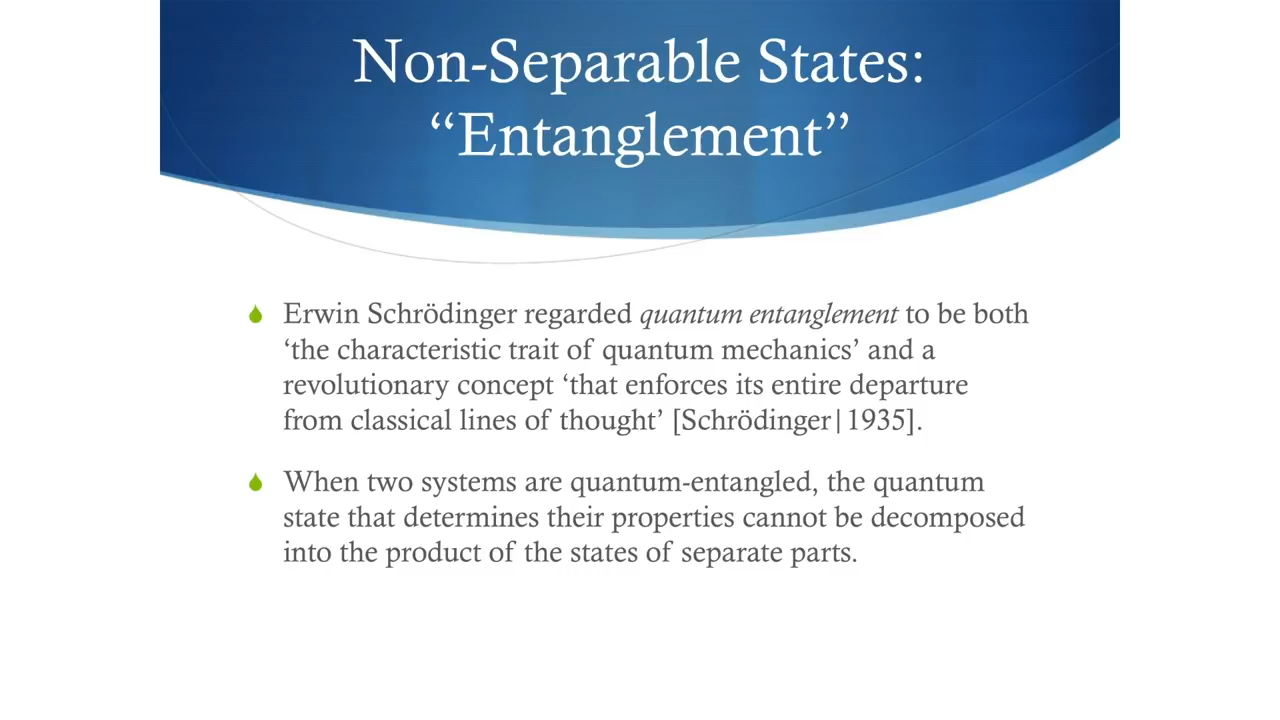 Non-Separable States:
“Entanglement”
Erwin Schrödinger regarded quantum entanglement to be both
‘the characteristic trait of quantum mechanics’ and a
revolutionary concept ‘that enforces its entire departure
from classical lines of thought’ [Schrödinger|1935].
When two systems are quantum-entangled, the quantum
state that determines their properties cannot be decomposed
into the product of the states of separate parts.